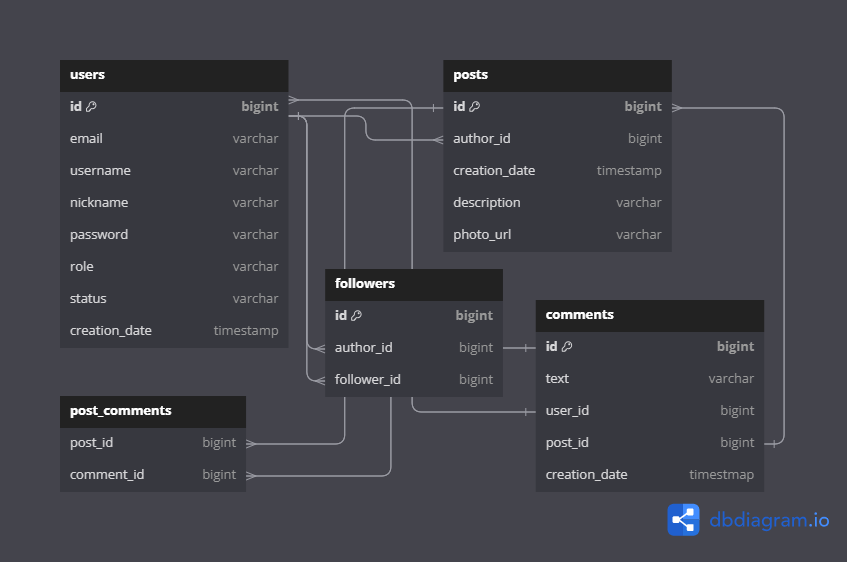 users
id bigint
email varchar
username varchar
nickname varchar
password varchar
role varchar
status varchar
creation_date timestamp
posts
id bigint
author_id bigint
creation_date timestamp
description varchar
photo_url varchar
followers
id bigint
author_id bigint
follower_id bigint
comments
id bigint
text varchar
user_id bigint
post_id bigint
creation_date timestmap
post_comments
post_id bigint
comment_id bigint
dbdiagram.io